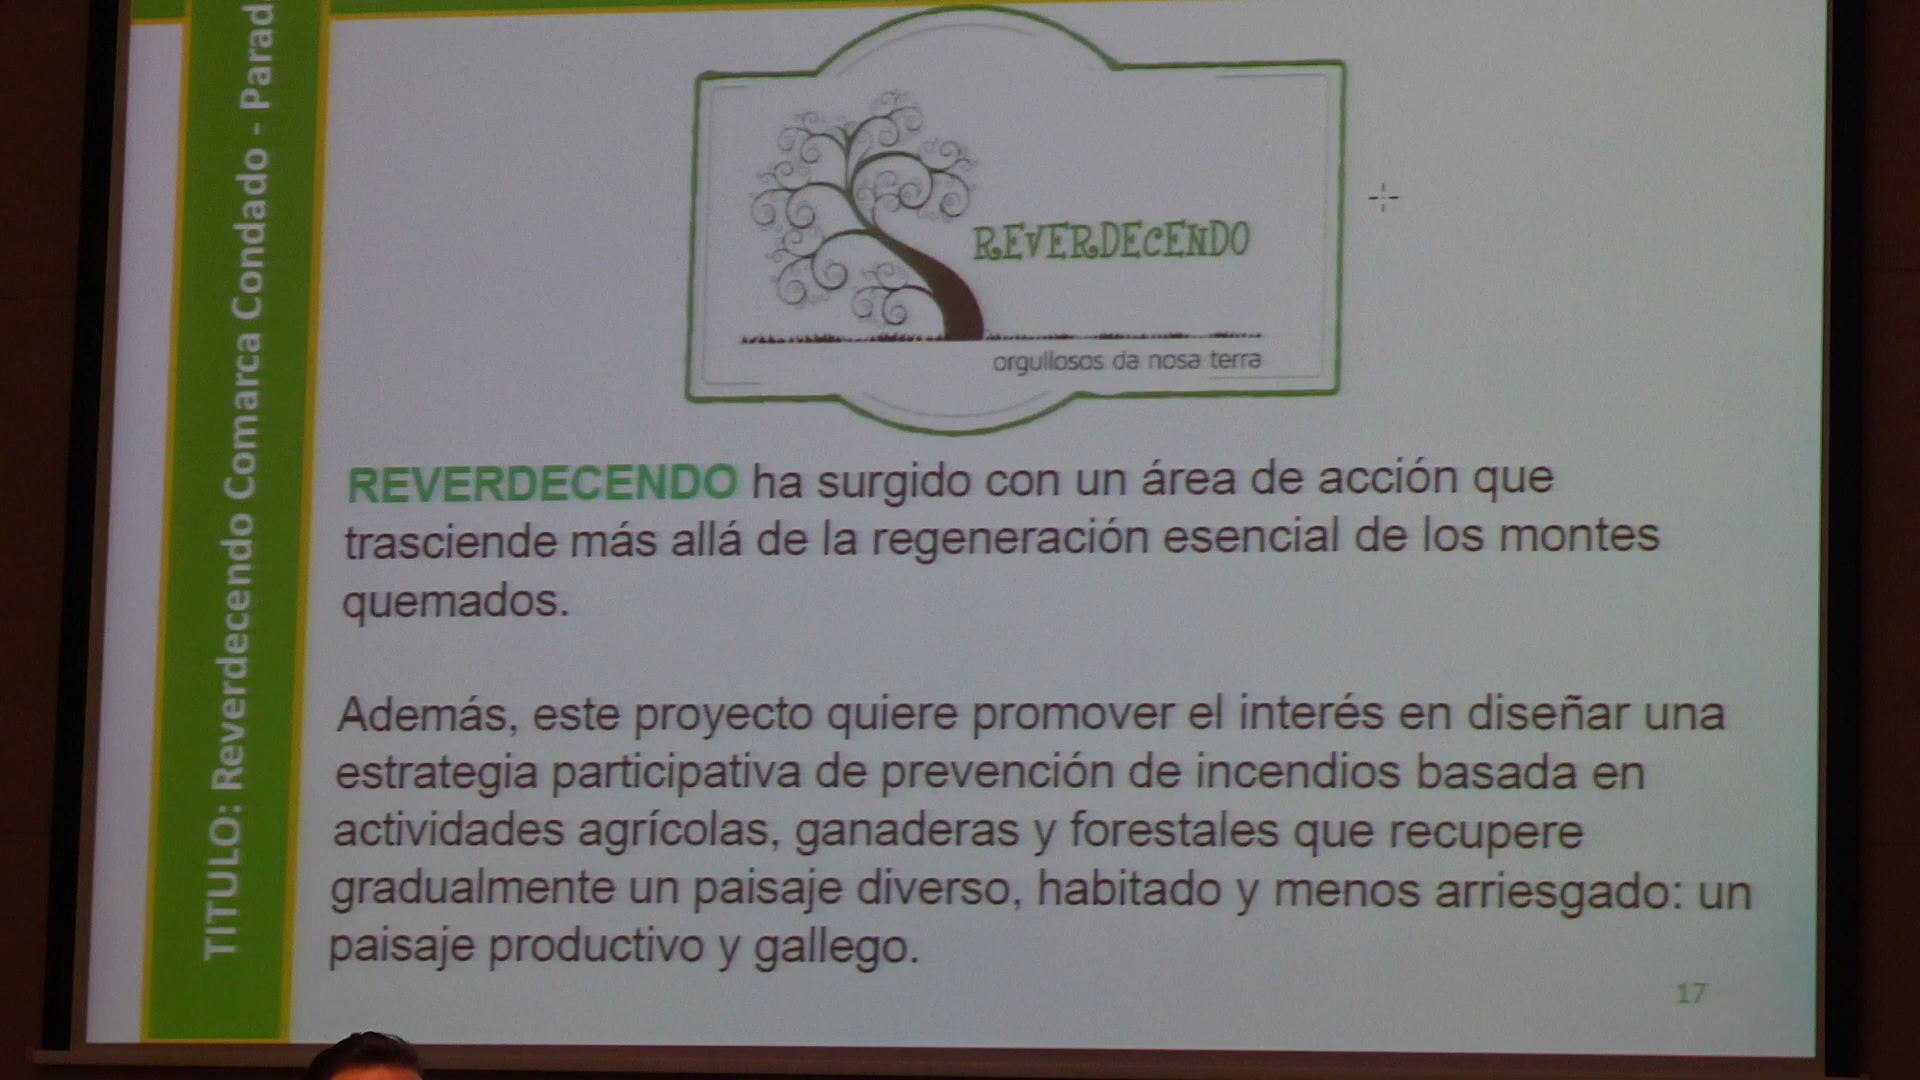 TITULO: Reverdecendo Comarca Condado - Parad
REVERDECENDO
orgullosos da nosa terra
REVERDECENDO ha surgido con un área de acción que
trasciende más allá de la regeneración esencial de los montes
quemados.
Además, este proyecto quiere promover el interés en diseñar una
estrategia participativa de prevención de incendios basada en
actividades agrícolas, ganaderas y forestales que recupere
gradualmente un paisaje diverso, habitado y menos arriesgado: un
paisaje productivo y gallego.
17